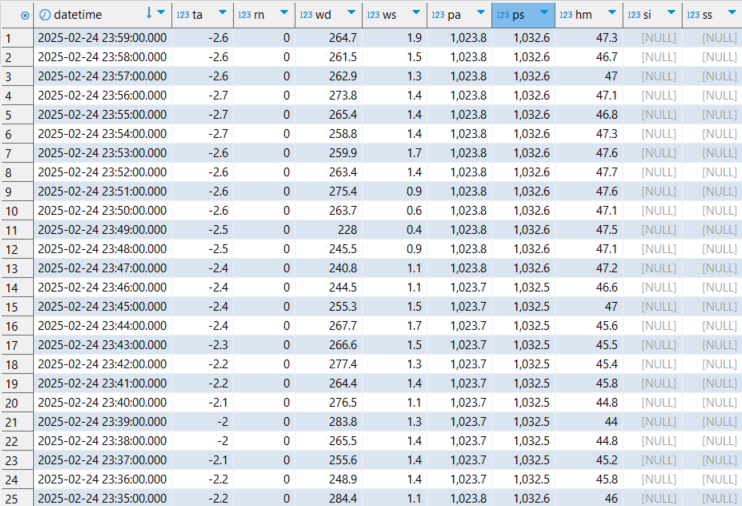 datetime 123 ta 123 rn 123 wd 123 ws 123 pa 123 ps 123 hm 123 si 123 ss
1 2025-02-24 23:59:00.000 -2.6 0 264.7 1.9 1,023.8 1,032.6 47.3 [NULL] [NULL]
2 2025-02-24 23:58:00.000 -2.6 0 261.5 1.5 1,023.8 1,032.6 46.7 [NULL] [NULL]
3 2025-02-24 23:57:00.000 -2.6 0 262.9 1.3 1,023.8 1,032.6 47 [NULL] [NULL]
4 2025-02-24 23:56:00.000 -2.7 0 273.8 1.4 1,023.8 1,032.6 47.1 [NULL] [NULL]
5 2025-02-24 23:55:00.000 -2.7 0 265.4 1.4 1,023.8 1,032.6 46.8 [NULL] [NULL]
6 2025-02-24 23:54:00.000 -2.7 0 258.8 1.4 1,023.8 1,032.6 47.3 [NULL] [NULL]
7 2025-02-24 23:53:00.000 -2.6 0 259.9 1.7 1,023.8 1,032.6 47.6 [NULL] [NULL]
8 2025-02-24 23:52:00.000 -2.6 0 263.4 1.4 1,023.8 1,032.6 47.7 [NULL] [NULL]
9 2025-02-24 23:51:00.000 -2.6 0 275.4 0.9 1,023.8 1,032.6 47.6 [NULL] [NULL]
10 2025-02-24 23:50:00.000 -2.6 0 263.7 0.6 1,023.8 1,032.6 47.1 [NULL] [NULL]
11 2025-02-24 23:49:00.000 -2.5 0 228 0.4 1,023.8 1,032.6 47.5 [NULL] [NULL]
12 2025-02-24 23:48:00.000 -2.5 0 245.5 0.9 1,023.8 1,032.6 47.1 [NULL] [NULL]
13 2025-02-24 23:47:00.000 -2.4 0 240.8 1.1 1,023.8 1,032.6 47.2 [NULL] [NULL]
14 2025-02-24 23:46:00.000 -2.4 0 244.5 1.1 1,023.7 1,032.5 46.6 [NULL] [NULL]
15 2025-02-24 23:45:00.000 -2.4 0 255.3 1.5 1,023.7 1,032.5 47 [NULL] [NULL]
16 2025-02-24 23:44:00.000 -2.4 0 267.7 1.7 1,023.7 1,032.5 45.6 [NULL] [NULL]
17 2025-02-24 23:43:00.000 -2.3 0 266.6 1.5 1,023.7 1,032.5 45.5 [NULL] [NULL]
18 2025-02-24 23:42:00.000 -2.2 0 277.4 1.3 1,023.7 1,032.5 45.4 [NULL] [NULL]
19 2025-02-24 23:41:00.000 -2.2 0 264.4 1.4 1,023.7 1,032.5 45.8 [NULL] [NULL]
20 2025-02-24 23:40:00.000 -2.1 0 276.5 1.1 1,023.7 1,032.5 44.8 [NULL] [NULL]
21 2025-02-24 23:39:00.000 -2 0 283.8 1.3 1,023.7 1,032.5 44 [NULL] [NULL]
22 2025-02-24 23:38:00.000 -2 0 265.5 1.4 1,023.7 1,032.5 44.8 [NULL] [NULL]
23 2025-02-24 23:37:00.000 -2.1 0 255.6 1.4 1,023.7 1,032.5 45.2 [NULL] [NULL]
24 2025-02-24 23:36:00.000 -2.2 0 248.9 1.4 1,023.7 1,032.5 45.8 [NULL] [NULL]
25 2025-02-24 23:35:00.000 -2.2 0 284.4 1.1 1,023.8 1,032.6 46 [NULL] [NULL]